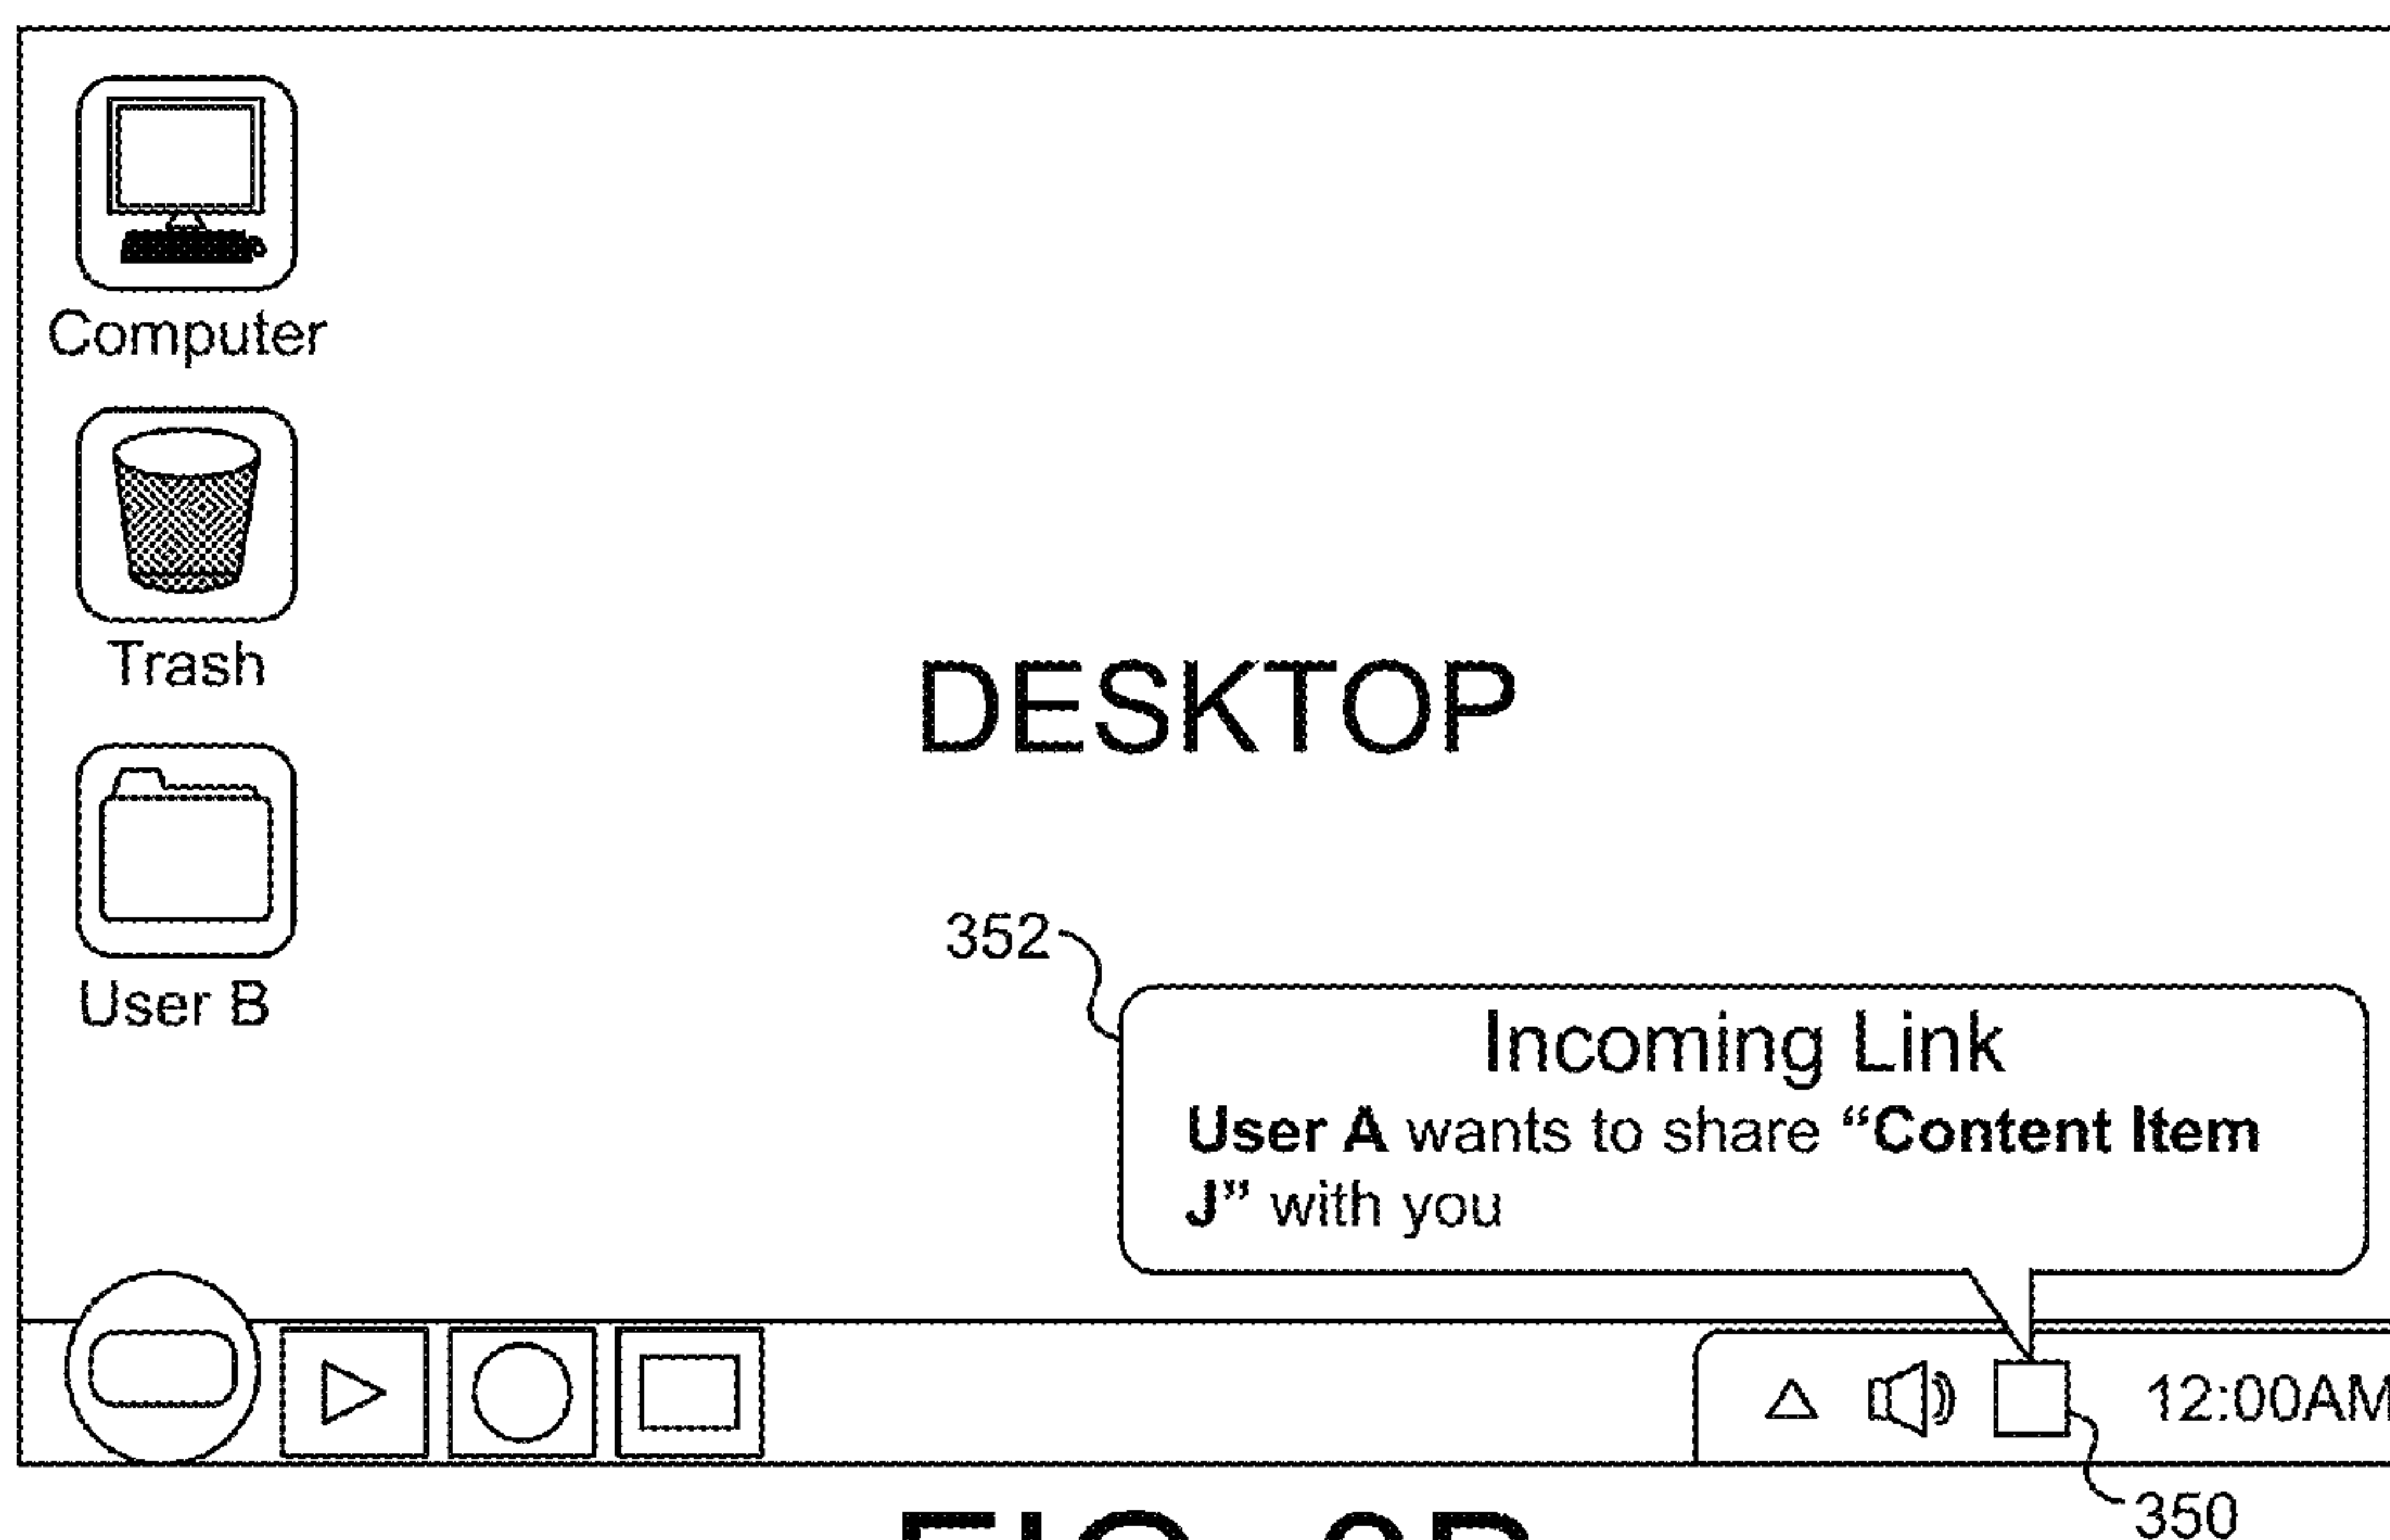 Computer
Trash
DESKTOP
User B
352
Incoming Link
User A wants to share “Content Item
J” with you
12:00AM
350